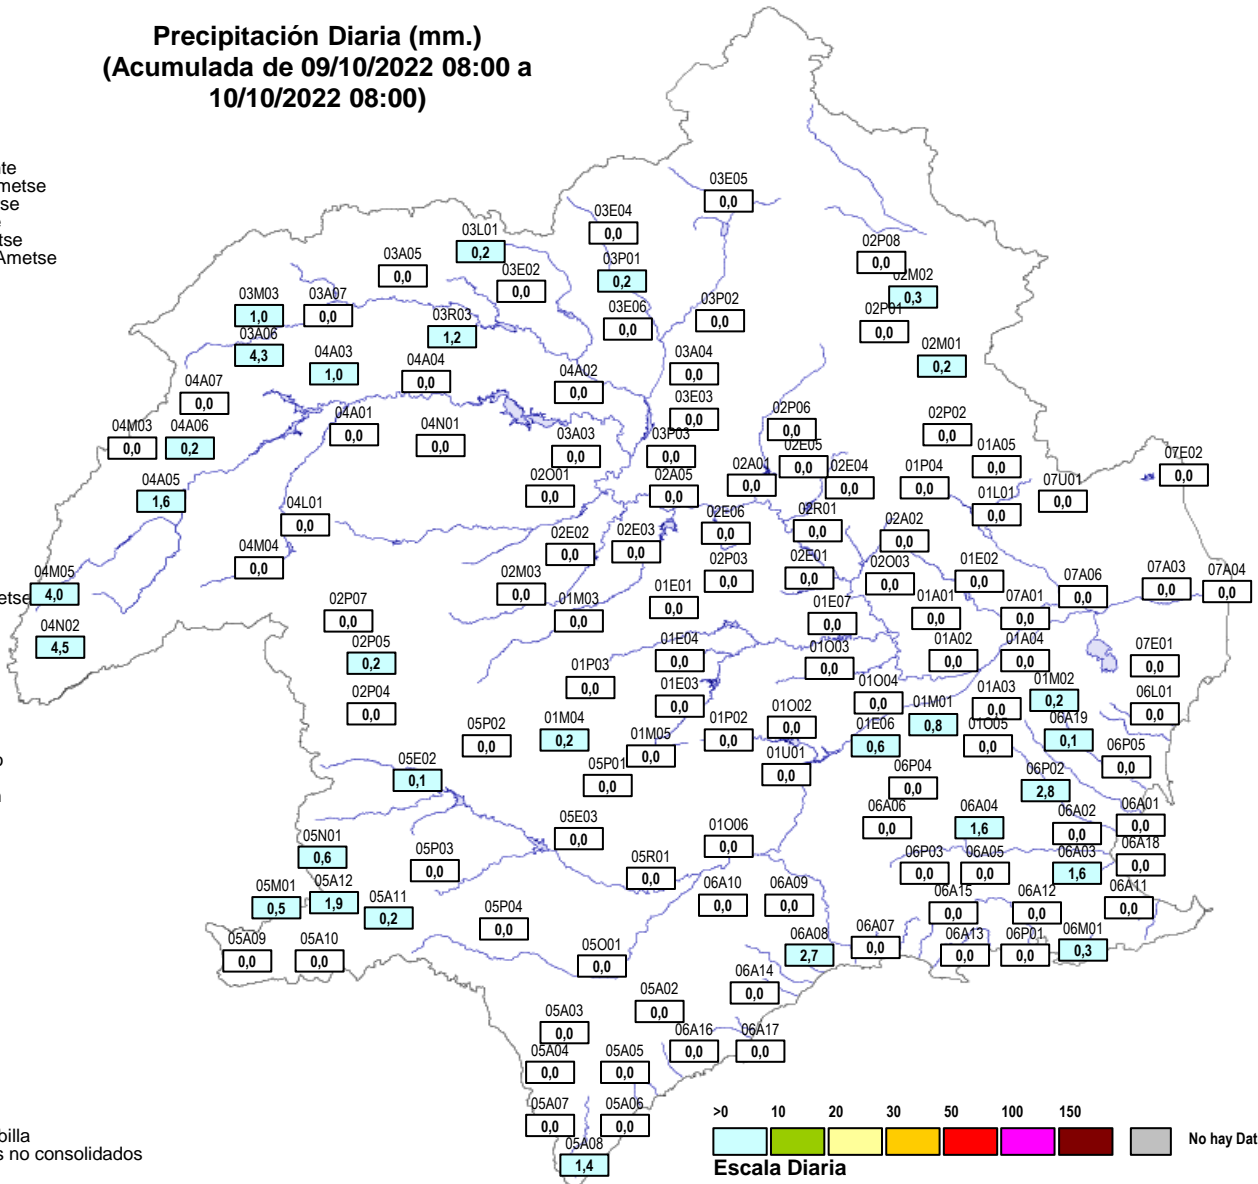 Precipitación Diaria (mm.)
(Acumulada de 09/10/2022 08:00 a
10/10/2022 08:00)
03E05
0,0
03E04
0,0
03L01
0,2
03A05
0,0
03E02
0,0
03P01
0,2
02P08
0,0
02M02
0,3
03M03
1,0
03A07
0,0
03R03
1,2
03E06
0,0
03P02
0,0
02P01
0,0
03A06
4,3
04A03
1,0
04A04
0,0
04A02
0,0
03A04
0,0
02M01
0,2
04A07
0,0
03E03
0,0
04M03
0,0
04A06
0,2
04A01
0,0
04N01
0,0
03A03
0,0
03P03
0,0
02P06
0,0
02P02
0,0
02E05
0,0
01A05
0,0
07E02
0,0
04A05
1,6
02O01
0,0
02A05
0,0
02A01
0,0
02E04
0,0
01P04
0,0
07U01
0,0
01L01
0,0
04L01
0,0
02E06
0,0
02R01
0,0
02A02
0,0
04M04
0,0
02E02
0,0
02E03
0,0
04M05
4,0
02M03
0,0
02P03
0,0
02E01
0,0
02O03
0,0
01E02
0,0
07A06
0,0
07A03
0,0
07A04
0,0
02P07
0,0
01M03
0,0
01E01
0,0
01E07
0,0
01A01
0,0
07A01
0,0
04N02
4,5
02P05
0,2
01E04
0,0
01O03
0,0
01A02
0,0
01A04
0,0
07E01
0,0
01P03
0,0
02P04
0,0
01E03
0,0
01O04
0,0
01A03
0,0
01M02
0,2
06L01
0,0
05P02
0,0
01M04
0,2
01M05
0,0
01P02
0,0
01O02
0,0
01E06
0,6
01M01
0,8
01O05
0,0
06A19
0,1
06P05
0,0
05E02
0,1
05P01
0,0
01U01
0,0
06P04
0,0
06P02
2,8
05E03
0,0
01O06
0,0
06A06
0,0
06A04
1,6
06A02
0,0
06A01
0,0
05N01
0,6
05P03
0,0
05R01
0,0
06P03
0,0
06A05
0,0
06A03
1,6
06A18
0,0
05M01
0,5
05A12
1,9
05A11
0,2
05P04
0,0
06A10
0,0
06A09
0,0
06A15
0,0
06A12
0,0
06A11
0,0
05A09
0,0
05A10
0,0
05O01
0,0
06A08
2,7
06A07
0,0
06A13
0,0
06P01
0,0
06M01
0,3
06A14
0,0
05A03
0,0
05A02
0,0
05A04
0,0
05A05
0,0
06A16
0,0
06A17
0,0
05A07
0,0
05A06
0,0
05A08
1,4
>0 10 20 30 50 100 150
No hay Dat
Escala Diaria
billa
s no consolidados